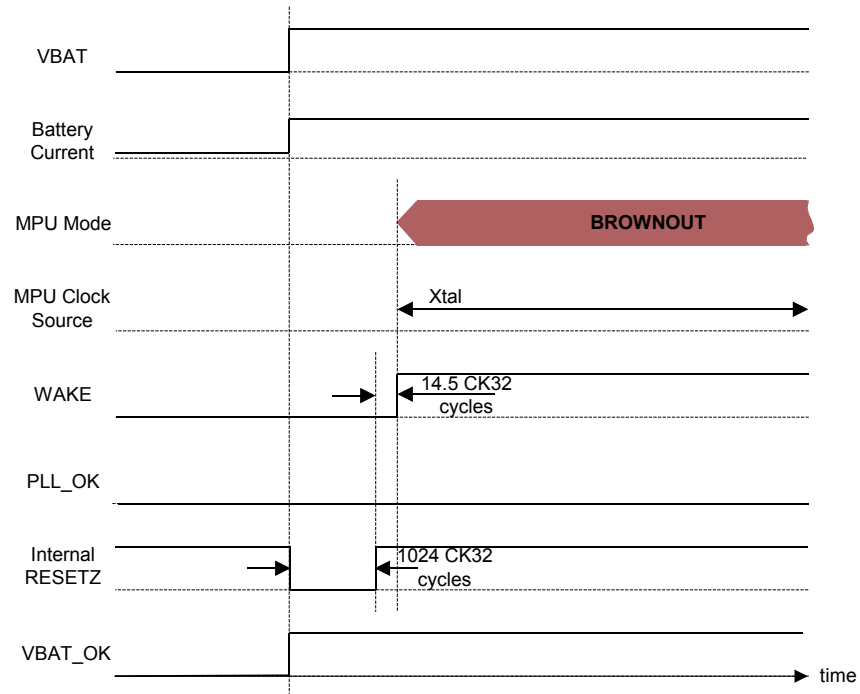 VBAT
Battery
Current
MPU Mode
BROWNOUT
MPU Clock
Source
Xtal
WAKE
14.5 CK32
cycles
PLL_OK
Internal
RESETZ
1024 CK32
cycles
VBAT_OK
time